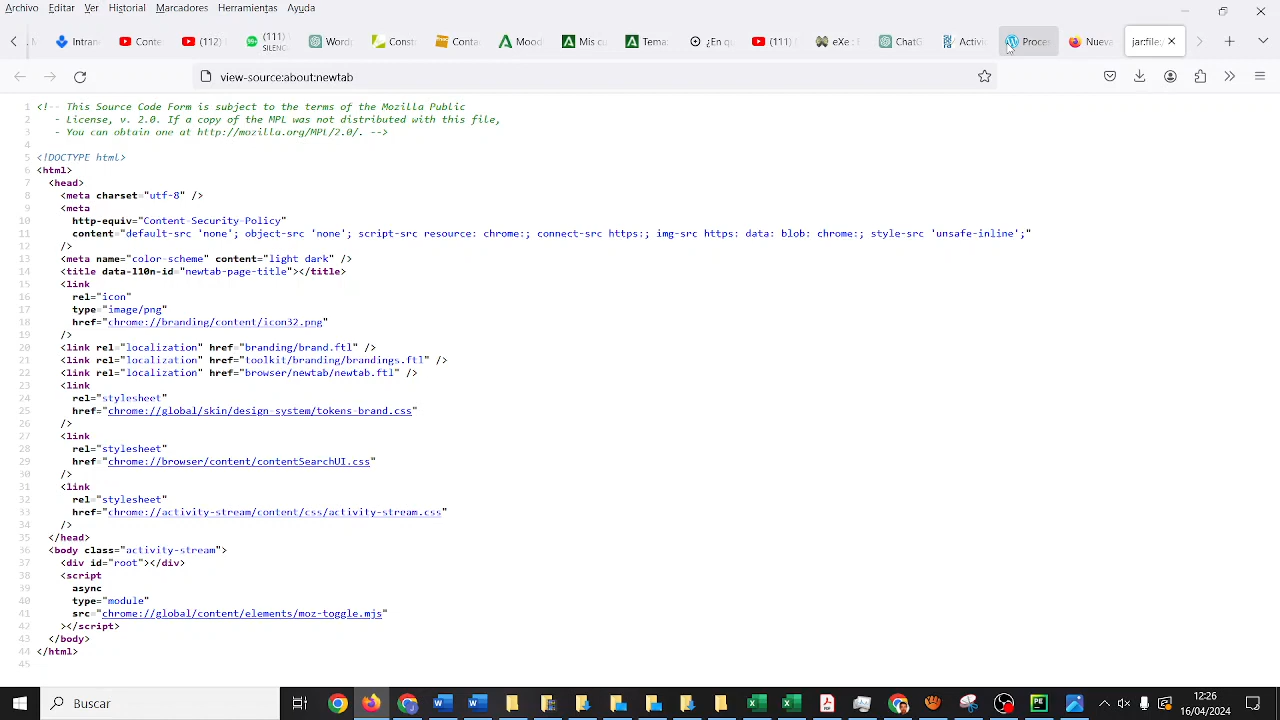 Archivo Editar Ver Historial Marcadores Herramientas Ayuda
Intrane Conte (112) (111) SILENC Word Const Conta Mood Mis cu Tema: ¿En qu (111) eXe : ChatG Activid Proce Nueva jar:file:/
view-source:about:newtab
1 <!-- This Source Code Form is subject to the terms of the Mozilla Public
2 - License, v. 2.0. If a copy of the MPL was not distributed with this file,
3 - You can obtain one at http://mozilla.org/MPL/2.0/. -->
4
5 <!DOCTYPE html>
6 <html>
7 <head>
8 <meta charset="utf-8" />
9 <meta
10 http-equiv="Content-Security-Policy"
11 content="default-src 'none'; object-src 'none'; script-src resource: chrome:; connect-src https:; img-src https: data: blob: chrome:; style-src 'unsafe-inline';"
12 />
13 <meta name="color-scheme" content="light dark" />
14 <title data-l10n-id="newtab-page-title"></title>
15 <link
16 rel="icon"
17 type="image/png"
18 href="chrome://branding/content/icon32.png"
19 />
20 <link rel="localization" href="branding/brand.ftl" />
21 <link rel="localization" href="toolkit/branding/brandings.ftl" />
22 <link rel="localization" href="browser/newtab/newtab.ftl" />
23 <link
24 rel="stylesheet"
25 href="chrome://global/skin/design-system/tokens-brand.css"
26 />
27 <link
28 rel="stylesheet"
29 href="chrome://browser/content/contentSearchUI.css"
30 />
31 <link
32 rel="stylesheet"
33 href="chrome://activity-stream/content/css/activity-stream.css"
34 />
35 </head>
36 <body class="activity-stream">
37 <div id="root"></div>
38 <script
39 async
40 type="module"
41 src="chrome://global/content/elements/moz-toggle.mjs"
42 ></script>
43 </body>
44 </html>
45
Buscar
12:26
16/04/2024